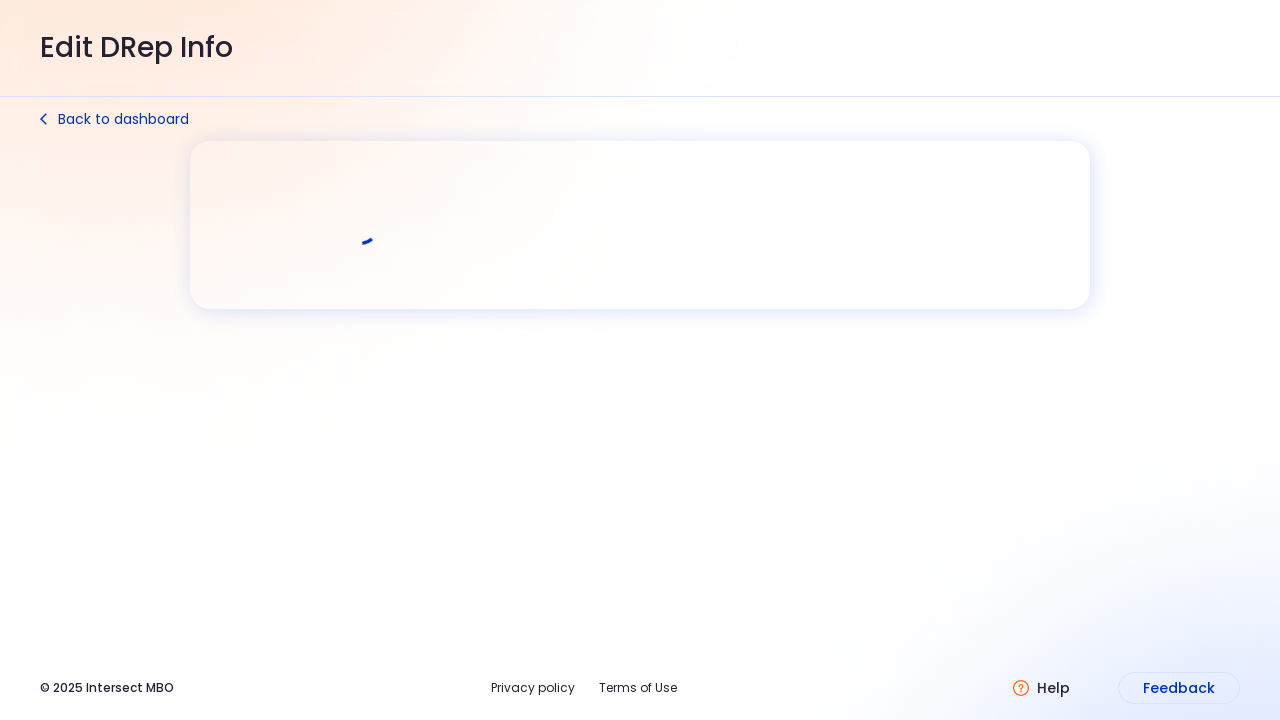 Edit DRep Info
Back to dashboard
© 2025 Intersect MBO
Privacy policy
Terms of Use
Help
Feedback